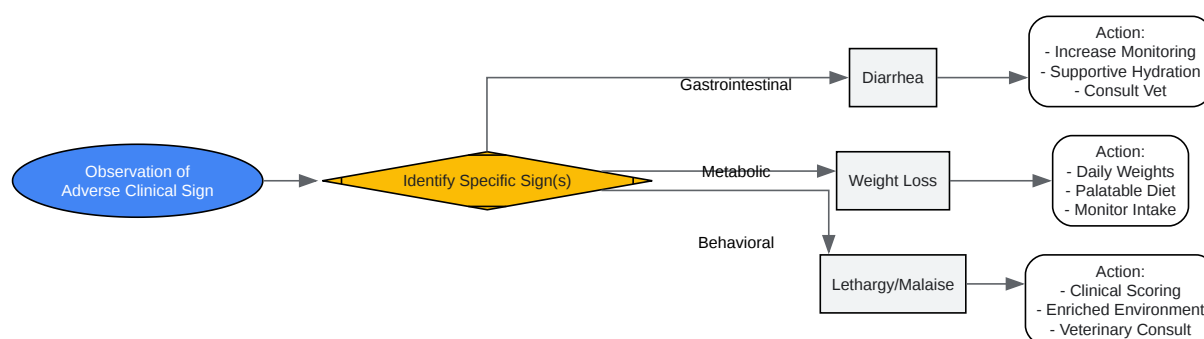 Observation of
Adverse Clinical Sign
Identify Specific Sign(s)
Gastrointestinal
Diarrhea
Action:
- Increase Monitoring
- Supportive Hydration
- Consult Vet
Metabolic
Weight Loss
Action:
- Daily Weights
- Palatable Diet
- Monitor Intake
Behavioral
Lethargy/Malaise
Action:
- Clinical Scoring
- Enriched Environment
- Veterinary Consult